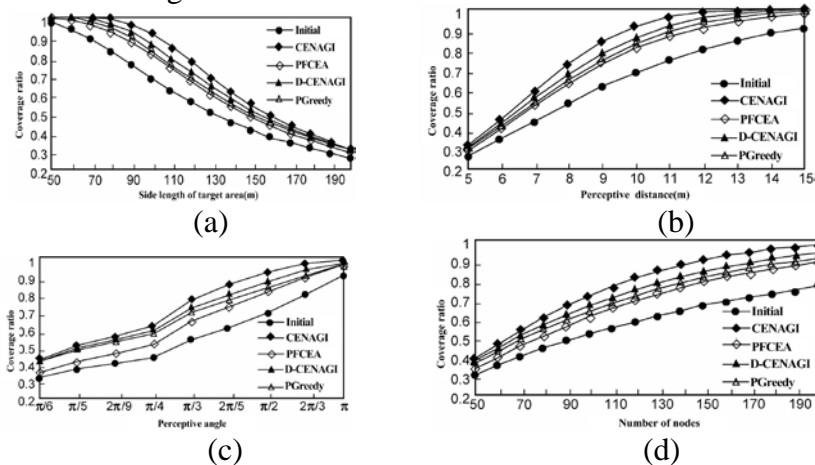 1
0.9
0.8
0.7
0.6
0.5
0.4
0.3
0.2
Coverage ratio
Initial
CENAGI
PFCEA
D-CENAGI
PGreedy
50 70 90 110 130 150 170 190
Side length of target area(m)
(a)
1
0.9
0.8
0.7
0.6
0.5
0.4
0.3
0.2
Coverage ratio
Initial
CENAGI
PFCEA
D-CENAGI
PGreedy
5 6 7 8 9 10 11 12 13 14 15
Perceptive distance(m)
(b)
1
0.9
0.8
0.7
0.6
0.5
0.4
0.3
0.2
Coverage ratio
Initial
CENAGI
PFCEA
D-CENAGI
PGreedy
π/6 π/5 2π/9 π/4 π/3 2π/5 π/2 2π/3 π
Perceptive angle
(c)
1
0.9
0.8
0.7
0.6
0.5
0.4
0.3
0.2
Coverage ratio
Initial
CENAGI
PFCEA
D-CENAGI
PGreedy
50 70 90 110 130 150 170 190
Number of nodes
(d)